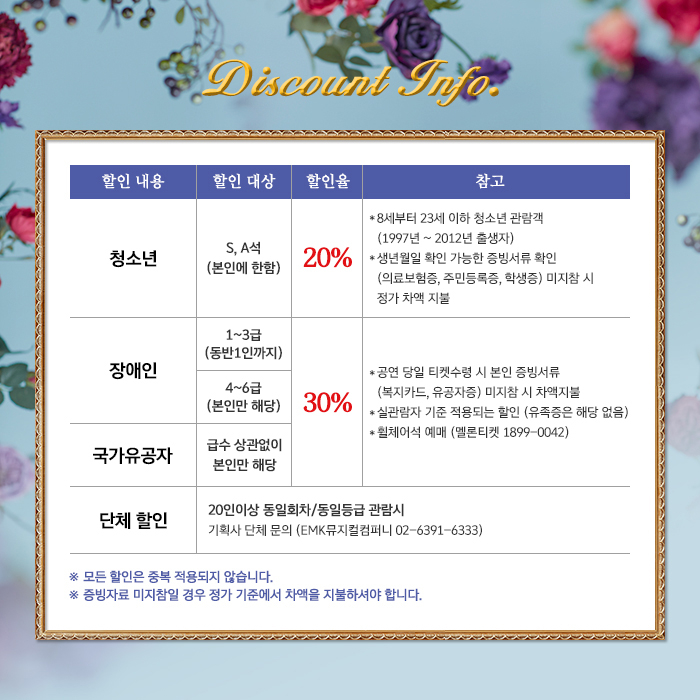 Discount Info.
할인 내용 할인 대상 할인율 참고
청소년
S, A석
(본인에 한함)
20%
*8세부터 23세 이하 청소년 관람객
(1997년 ~ 2012년 출생자)
*생년월일 확인 가능한 증빙서류 확인
(의료보험증, 주민등록증, 학생증) 미지참 시
정가 차액 지불
장애인
1~3급
(동반1인까지)
4~6급
(본인만 해당)
국가유공자
급수 상관없이
본인만 해당
30%
*공연 당일 티켓수령 시 본인 증빙서류
(복지카드, 유공자증) 미지참 시 차액지불
*실관람자 기준 적용되는 할인 (유족증은 해당 없음)
*휠체어석 예매 (멜론티켓 1899-0042)
단체 할인
20인이상 동일회차/동일등급 관람시
기획사 단체 문의 (EMK뮤지컬컴퍼니 02-6391-6333)
※ 모든 할인은 중복 적용되지 않습니다.
※ 증빙자료 미지참일 경우 정가 기준에서 차액을 지불하셔야 합니다.